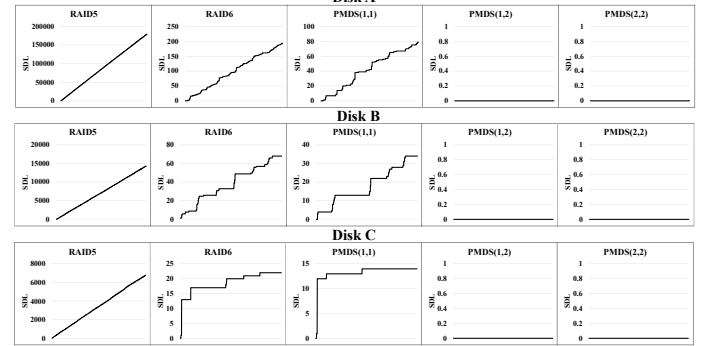 Disk A
RAID5 RAID6 PMDS(1,1) PMDS(1,2) PMDS(2,2)
200000 250 100 1 1
200 80 0.8 0.8
150000
150 60 0.6 0.6
SDL SDL SDL SDL SDL
100000
100 40 0.4 0.4
50000 50 20 0.2 0.2
0 0 0 0 0
Disk B
RAID5 RAID6 PMDS(1,1) PMDS(1,2) PMDS(2,2)
20000 80 40 1 1
15000 60 30 0.8 0.8
0.6 0.6
SDL SDL SDL SDL SDL
10000 40 20
0.4 0.4
5000 20 10 0.2 0.2
0 0 0 0 0
Disk C
RAID5 RAID6 PMDS(1,1) PMDS(1,2) PMDS(2,2)
8000 25 15 1 1
6000 20 0.8 0.8
15 10 0.6 0.6
SDL SDL SDL SDL SDL
4000
10 5 0.4 0.4
2000 5 0.2 0.2
0 0 0 0 0